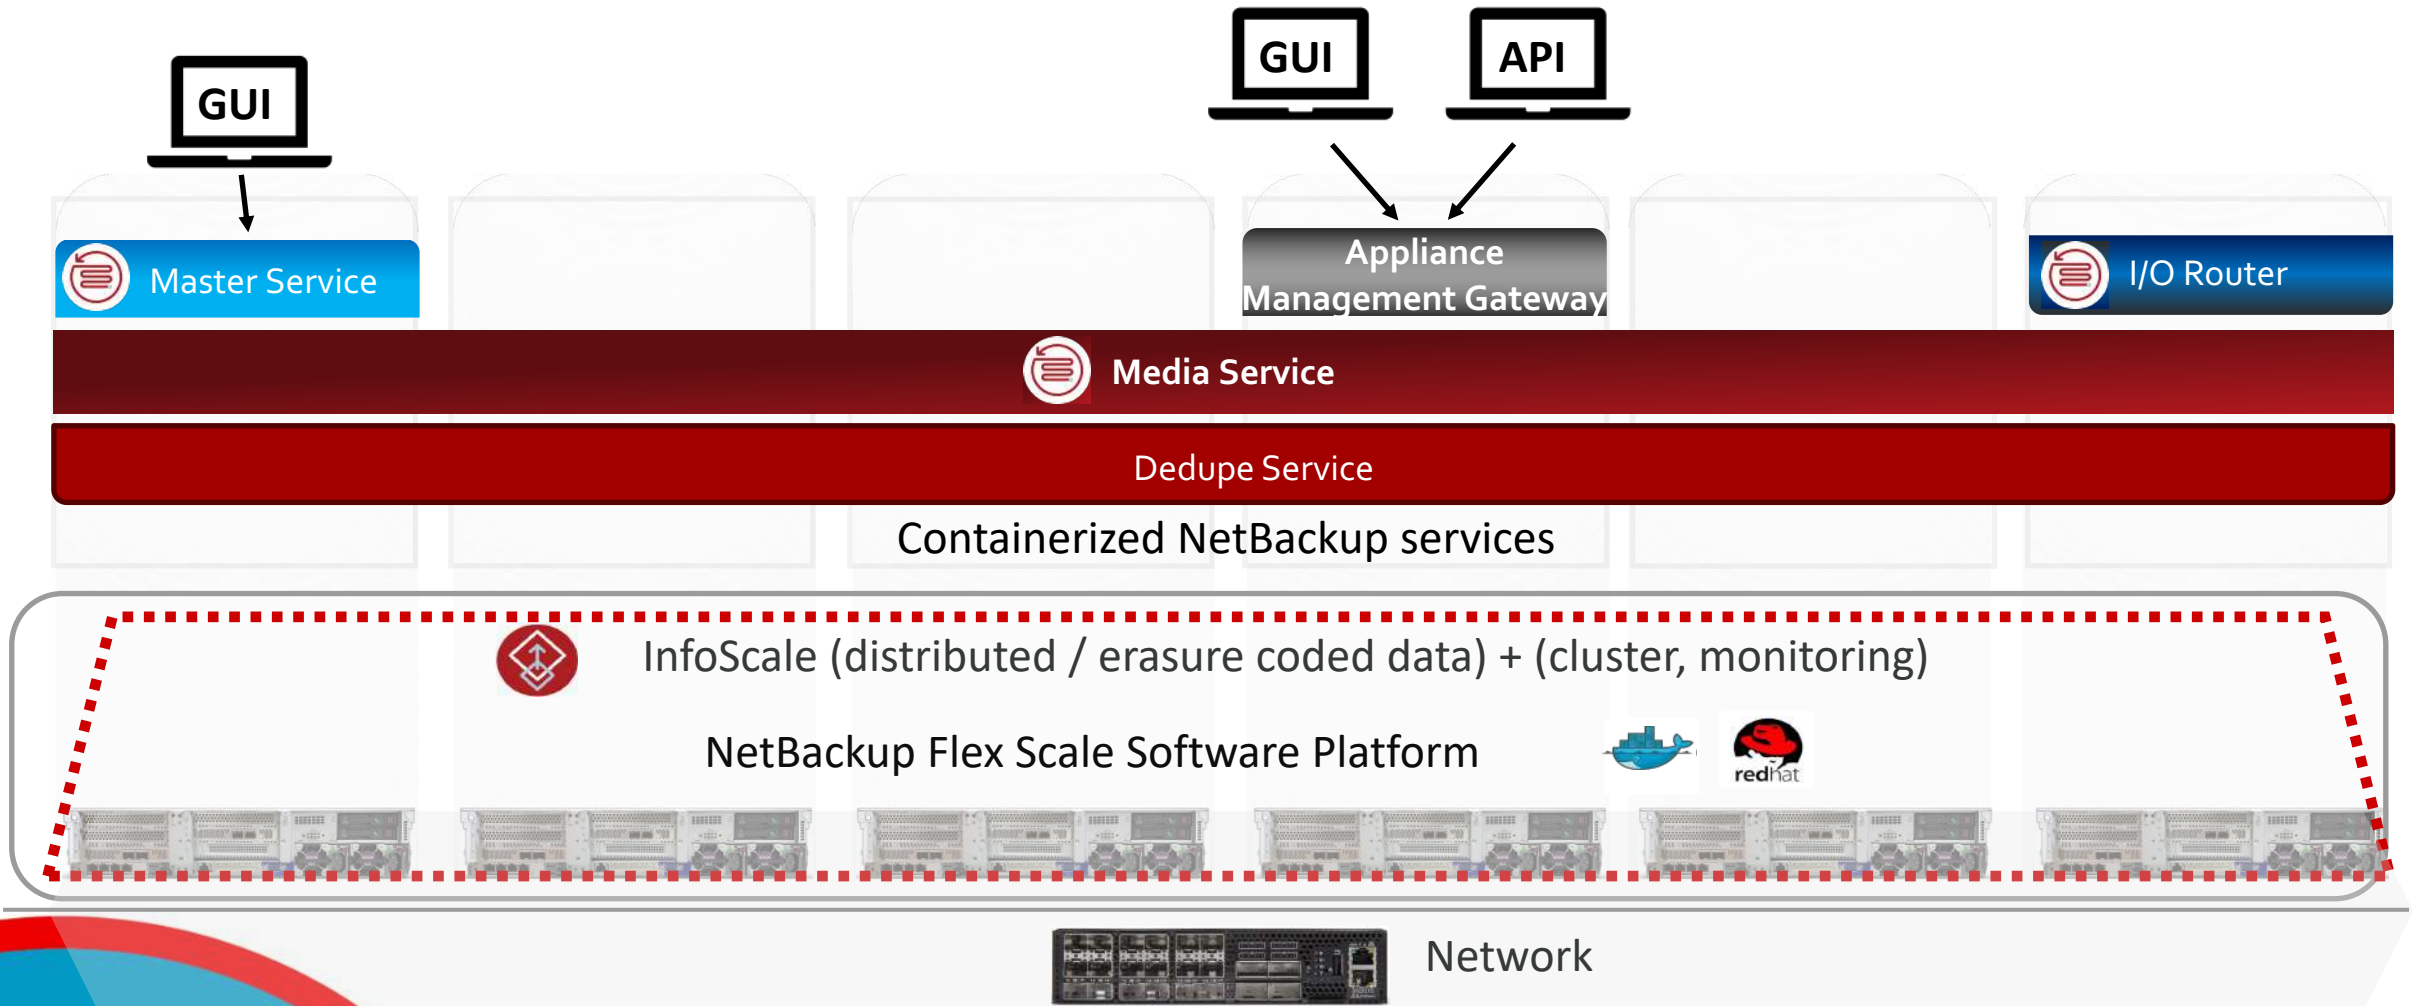 GUI
GUI
API
Master Service
Appliance
Management Gateway
I/O Router
Media Service
Dedupe Service
Containerized NetBackup services
InfoScale (distributed / erasure coded data) + (cluster, monitoring)
NetBackup Flex Scale Software Platform
redhat
Network